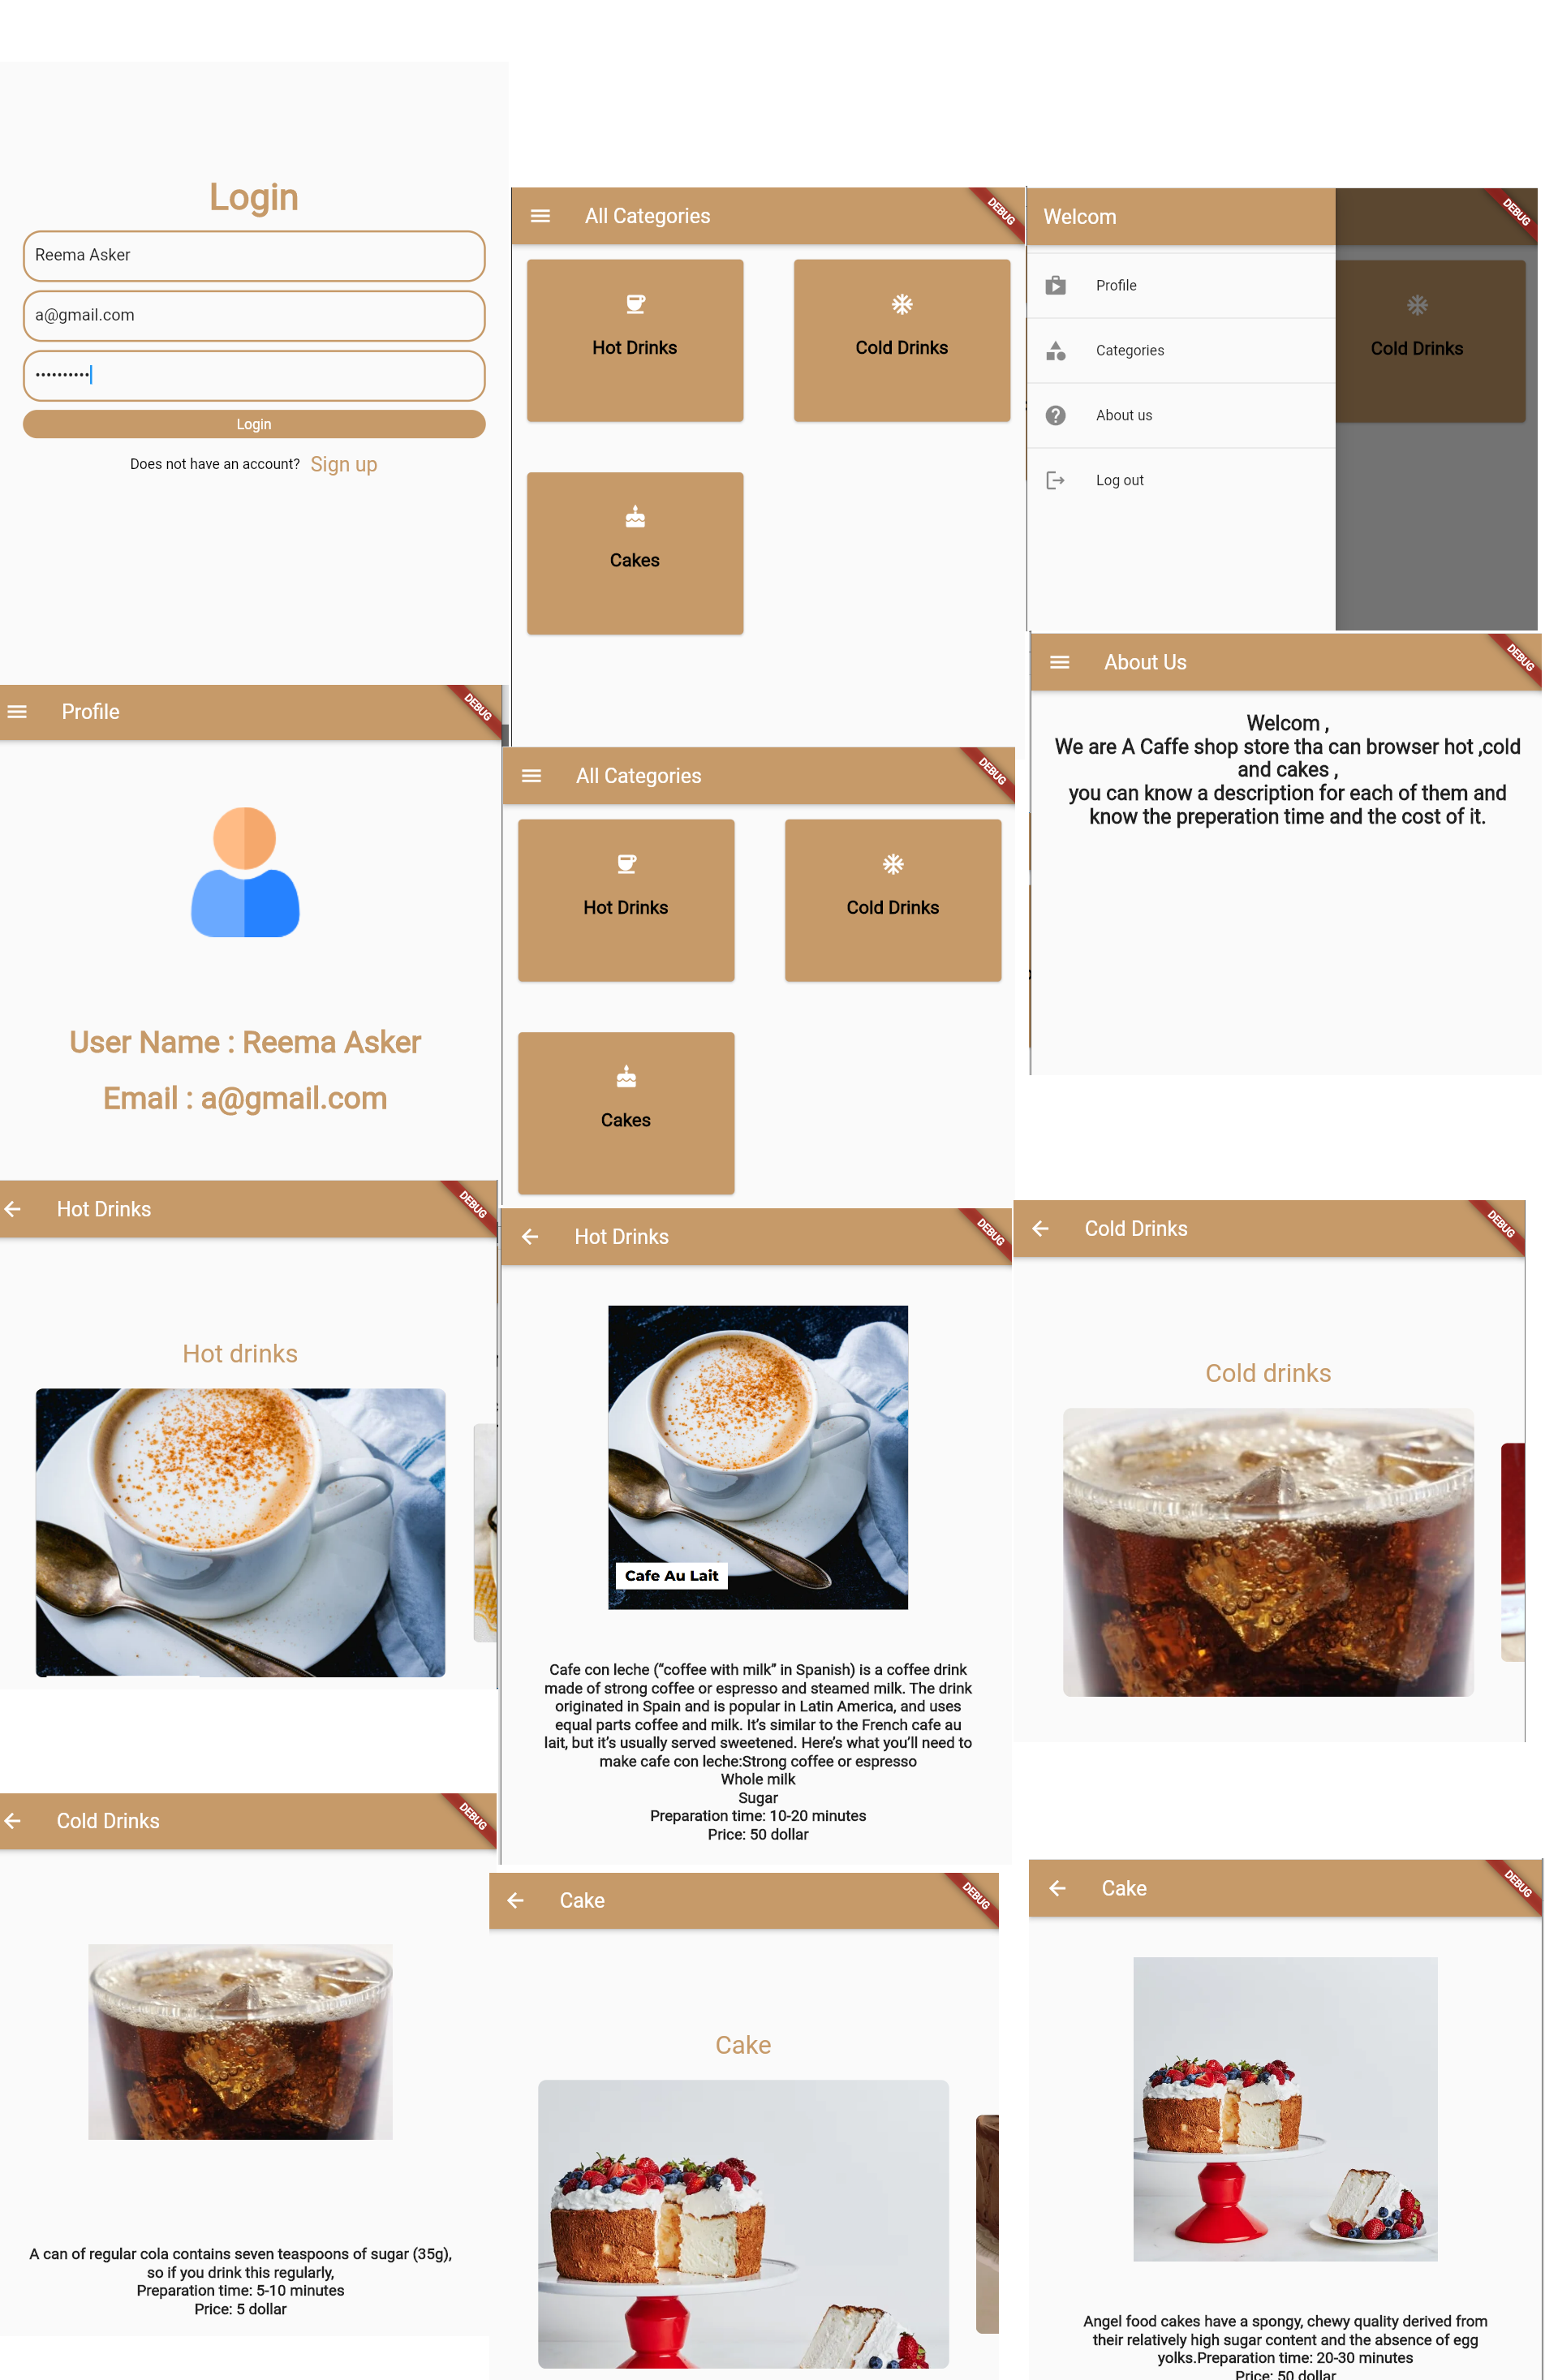 Login
Reema Asker
a@gmail.com
••••••••••
Login
Does not have an account? Sign up
All Categories
DEBUG
Hot Drinks
Cold Drinks
Cakes
Welcom
DEBUG
Profile
Categories
About us
Log out
Cold Drinks
About Us
DEBUG
Welcom ,
We are A Caffe shop store tha can browser hot ,cold
and cakes ,
you can know a description for each of them and
know the preperation time and the cost of it.
Profile
DEBUG
User Name : Reema Asker
Email : a@gmail.com
All Categories
DEBUG
Hot Drinks
Cold Drinks
Cakes
Hot Drinks
DEBUG
Hot drinks
Hot Drinks
DEBUG
Cafe Au Lait
Cafe con leche (“coffee with milk” in Spanish) is a coffee drink
made of strong coffee or espresso and steamed milk. The drink
originated in Spain and is popular in Latin America, and uses
equal parts coffee and milk. It’s similar to the French cafe au
lait, but it’s usually served sweetened. Here’s what you’ll need to
make cafe con leche:Strong coffee or espresso
Whole milk
Sugar
Preparation time: 10-20 minutes
Price: 50 dollar
Cold Drinks
DEBUG
Cold drinks
Cold Drinks
DEBUG
A can of regular cola contains seven teaspoons of sugar (35g),
so if you drink this regularly,
Preparation time: 5-10 minutes
Price: 5 dollar
Cake
DEBUG
Cake
Cake
DEBUG
Angel food cakes have a spongy, chewy quality derived from
their relatively high sugar content and the absence of egg
yolks.Preparation time: 20-30 minutes
Price: 50 dollar